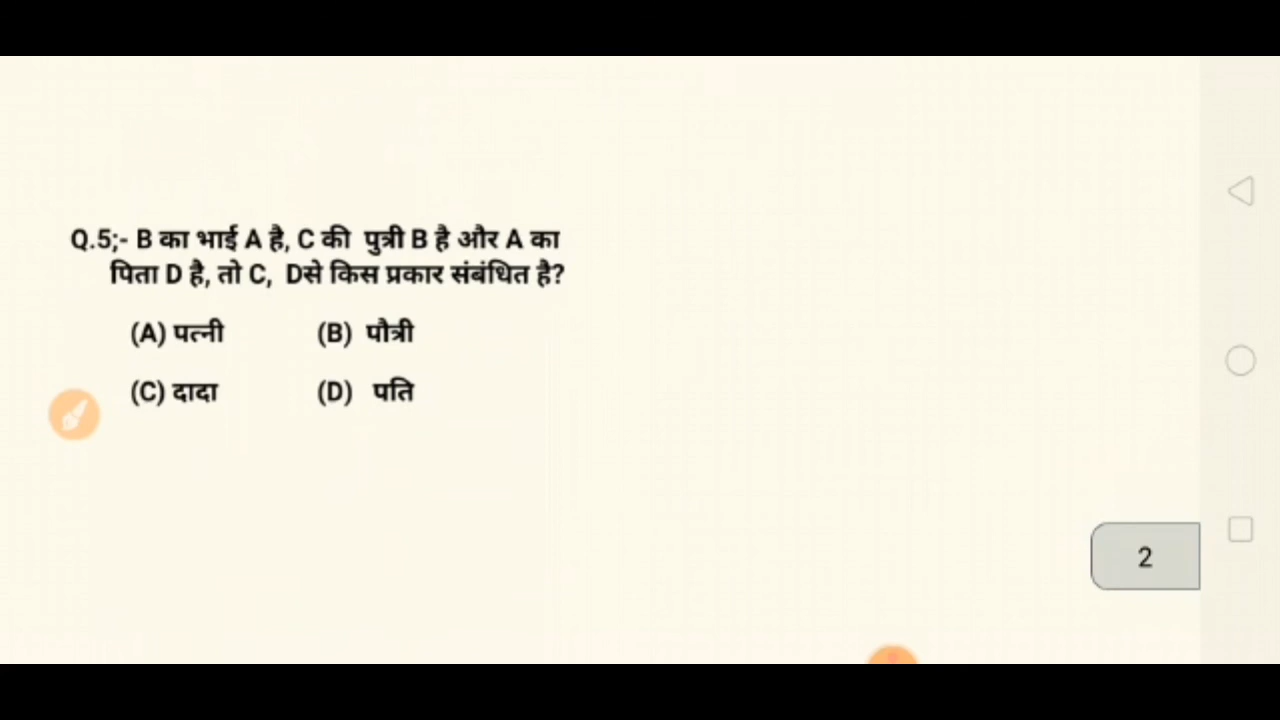 Q.5;- B का भाई A है, C की पुत्री B है और A का
पिता D है, तो C, Dसे किस प्रकार संबंधित है?
(A) पत्नी (B) पौत्री
(C) दादा (D) पति
2